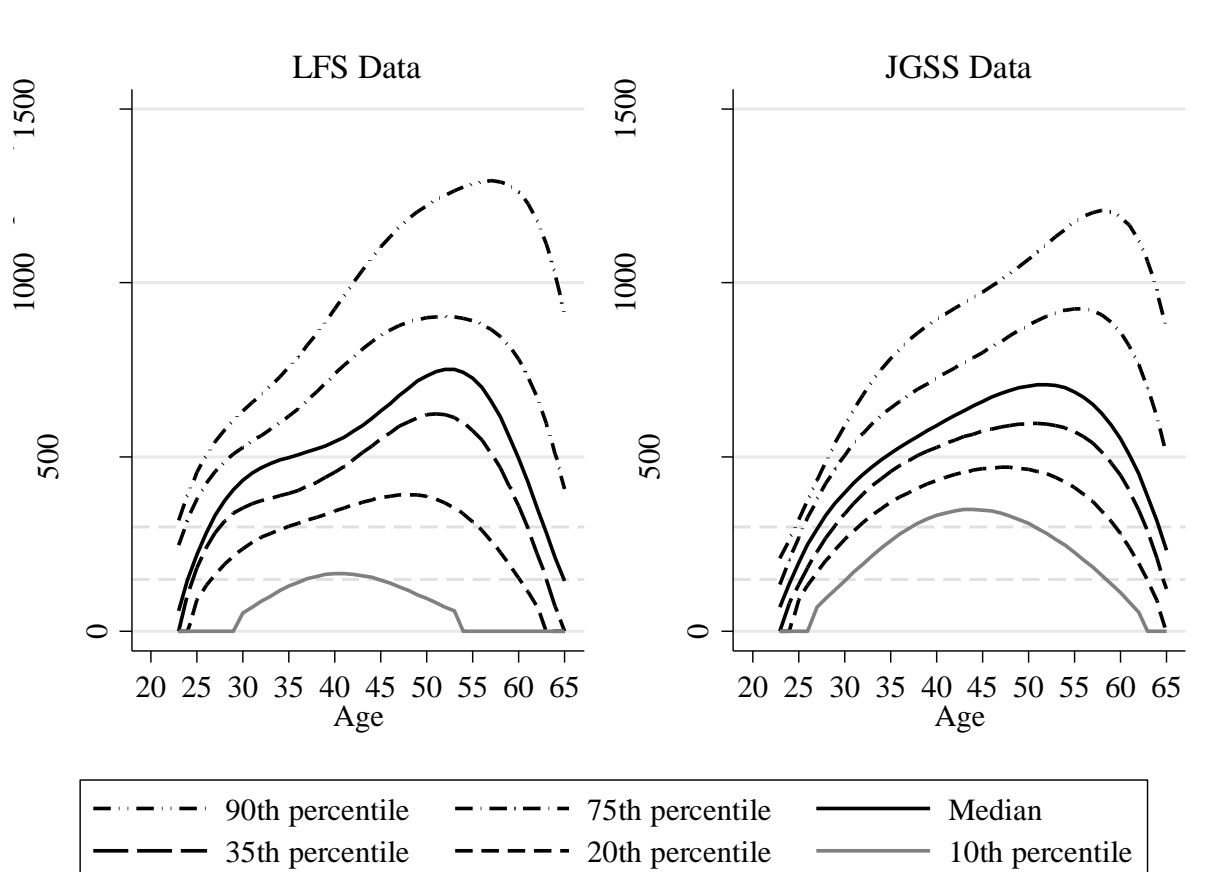 LFS Data
1500
1000
500
0
20 25 30 35 40 45 50 55 60 65
Age
JGSS Data
1500
1000
500
0
20 25 30 35 40 45 50 55 60 65
Age
90th percentile 75th percentile Median
35th percentile 20th percentile 10th percentile